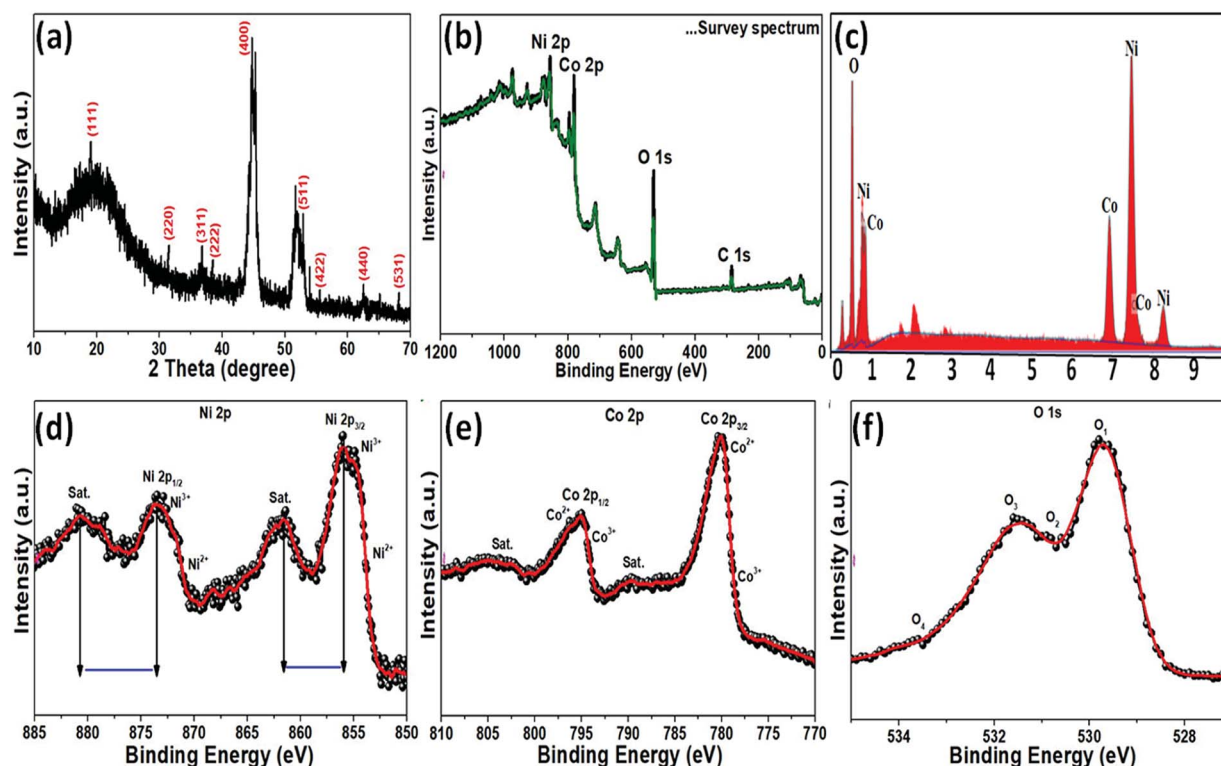 (a)
(111)
(220)
(311)
(222)
(400)
(511)
(422)
(440)
(531)
Intensity (a.u.)
10 20 30 40 50 60 70
2 Theta (degree)
(b)
...Survey spectrum
Ni 2p
Co 2p
O 1s
C 1s
Intensity (a.u.)
1200 1000 800 600 400 200 0
Binding Energy (eV)
(c)
O
Ni
Co
Co
Ni
Co
Ni
0 1 2 3 4 5 6 7 8 9
(d)
Ni 2p
Sat.
Ni 2p1/2
Ni3+
Ni2+
Sat.
Ni 2p3/2
Ni3+
Ni2+
Intensity (a.u.)
885 880 875 870 865 860 855 850
Binding Energy (eV)
(e)
Co 2p
Sat.
Co 2p1/2
Co2+
Co3+
Sat.
Co 2p3/2
Co2+
Co3+
Intensity (a.u.)
810 805 800 795 790 785 780 775 770
Binding Energy (eV)
(f)
O 1s
O4
O3
O2
O1
Intensity (a.u.)
534 532 530 528
Binding Energy (eV)